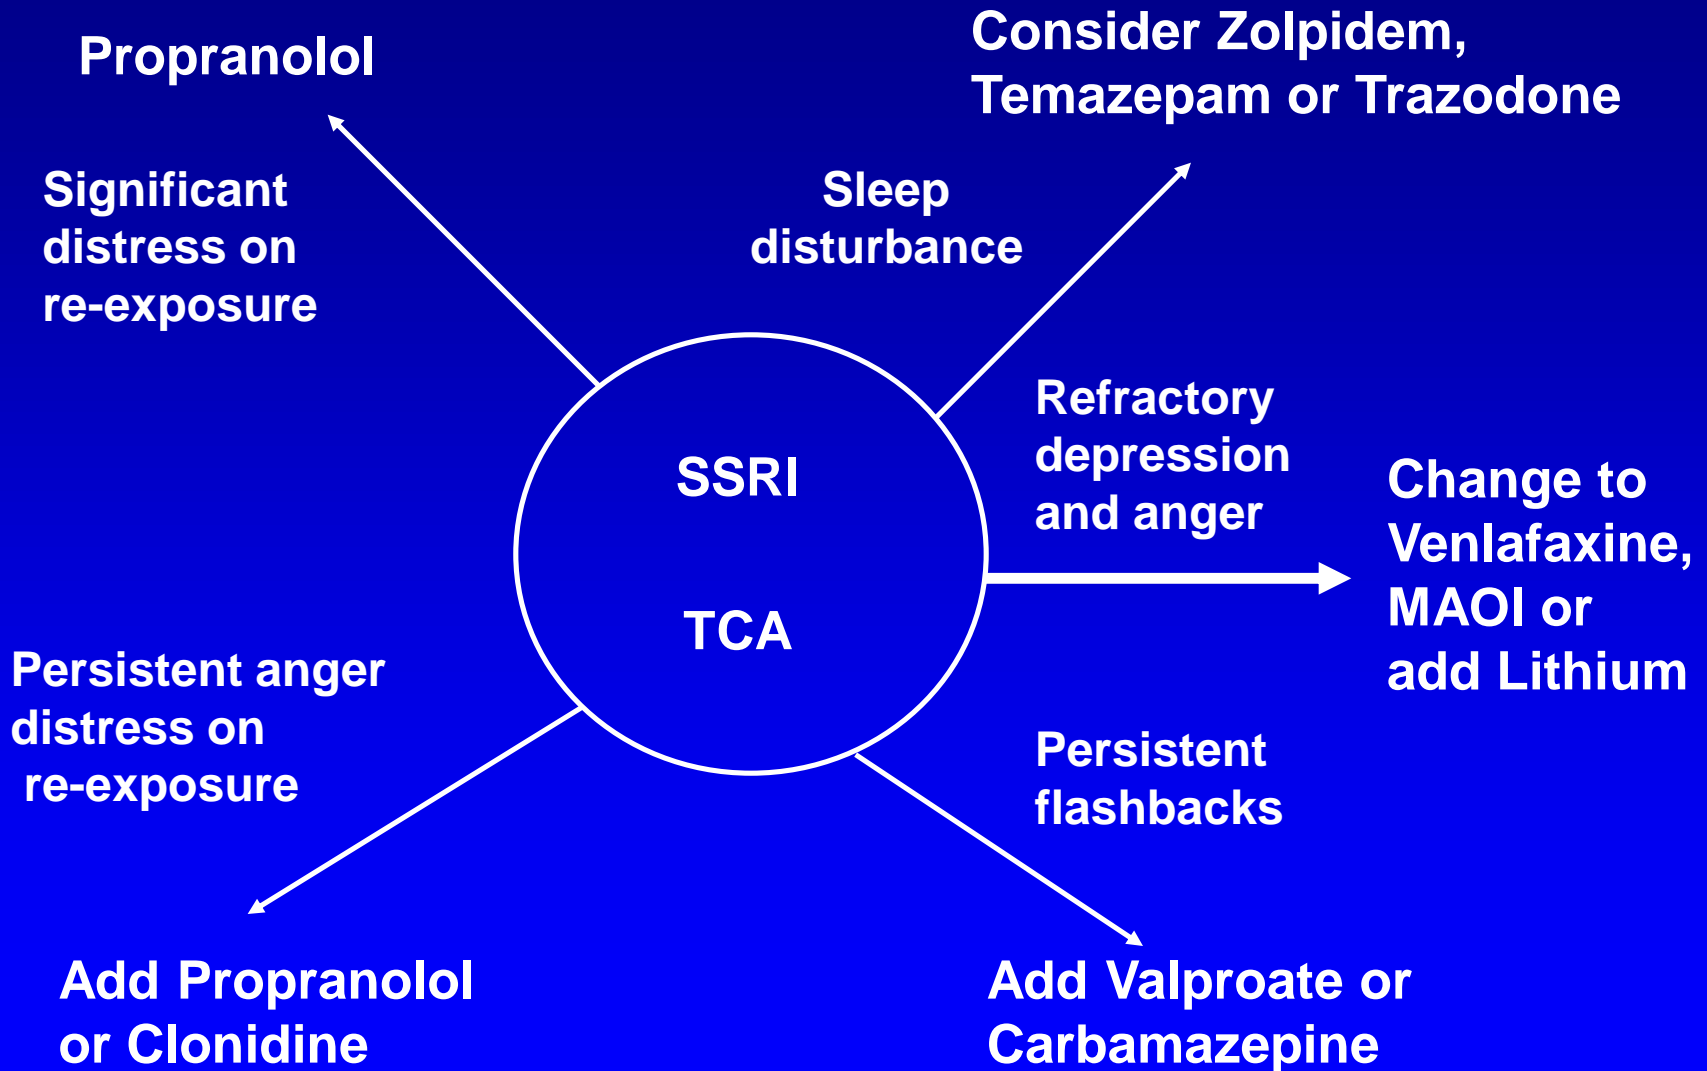 Propranolol
Consider Zolpidem,
Temazepam or Trazodone
Significant
distress on
re-exposure
Sleep
disturbance
Refractory
depression
and anger
SSRI
TCA
Change to
Venlafaxine,
MAOI or
add Lithium
Persistent anger
distress on
re-exposure
Persistent
flashbacks
Add Propranolol
or Clonidine
Add Valproate or
Carbamazepine